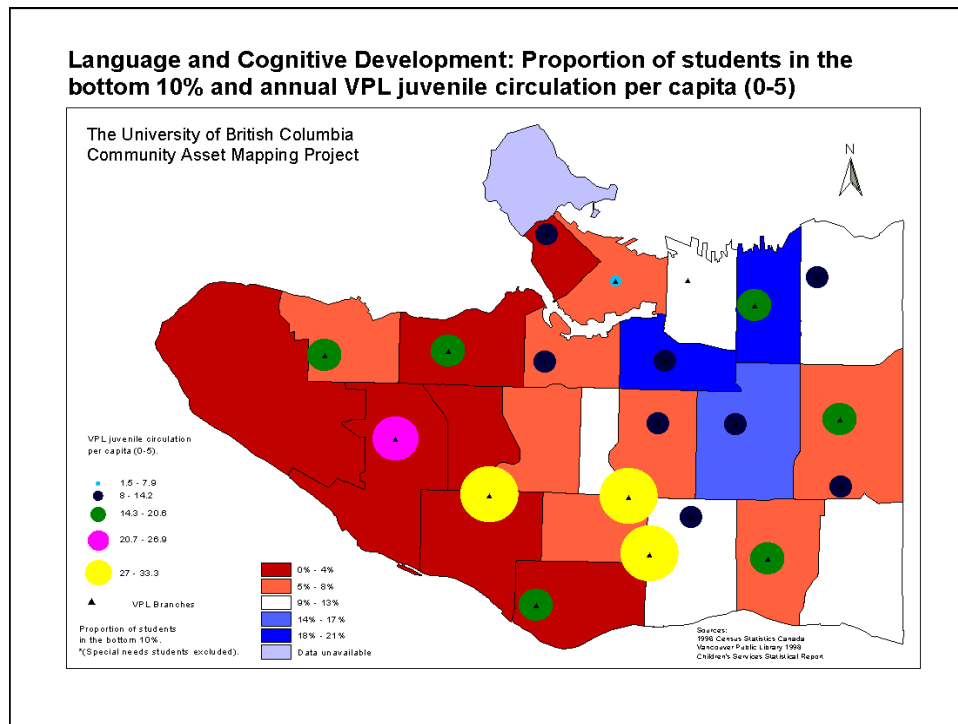 Language and Cognitive Development: Proportion of students in the
bottom 10% and annual VPL juvenile circulation per capita (0-5)
The University of British Columbia
Community Asset Mapping Project
N
VPL juvenile circulation
per capita (0-5).
1.5 - 7.9
8 - 14.2
14.3 - 20.6
20.7 - 26.9
27 - 33.3
VPL Branches
Proportion of students
in the bottom 10%.
*(Special needs students excluded).
0% - 4%
5% - 8%
9% - 13%
14% - 17%
18% - 21%
Data unavailable
Sources:
1996 Census Statistics Canada
Vancouver Public Library 1998
Children's Services Statistical Report